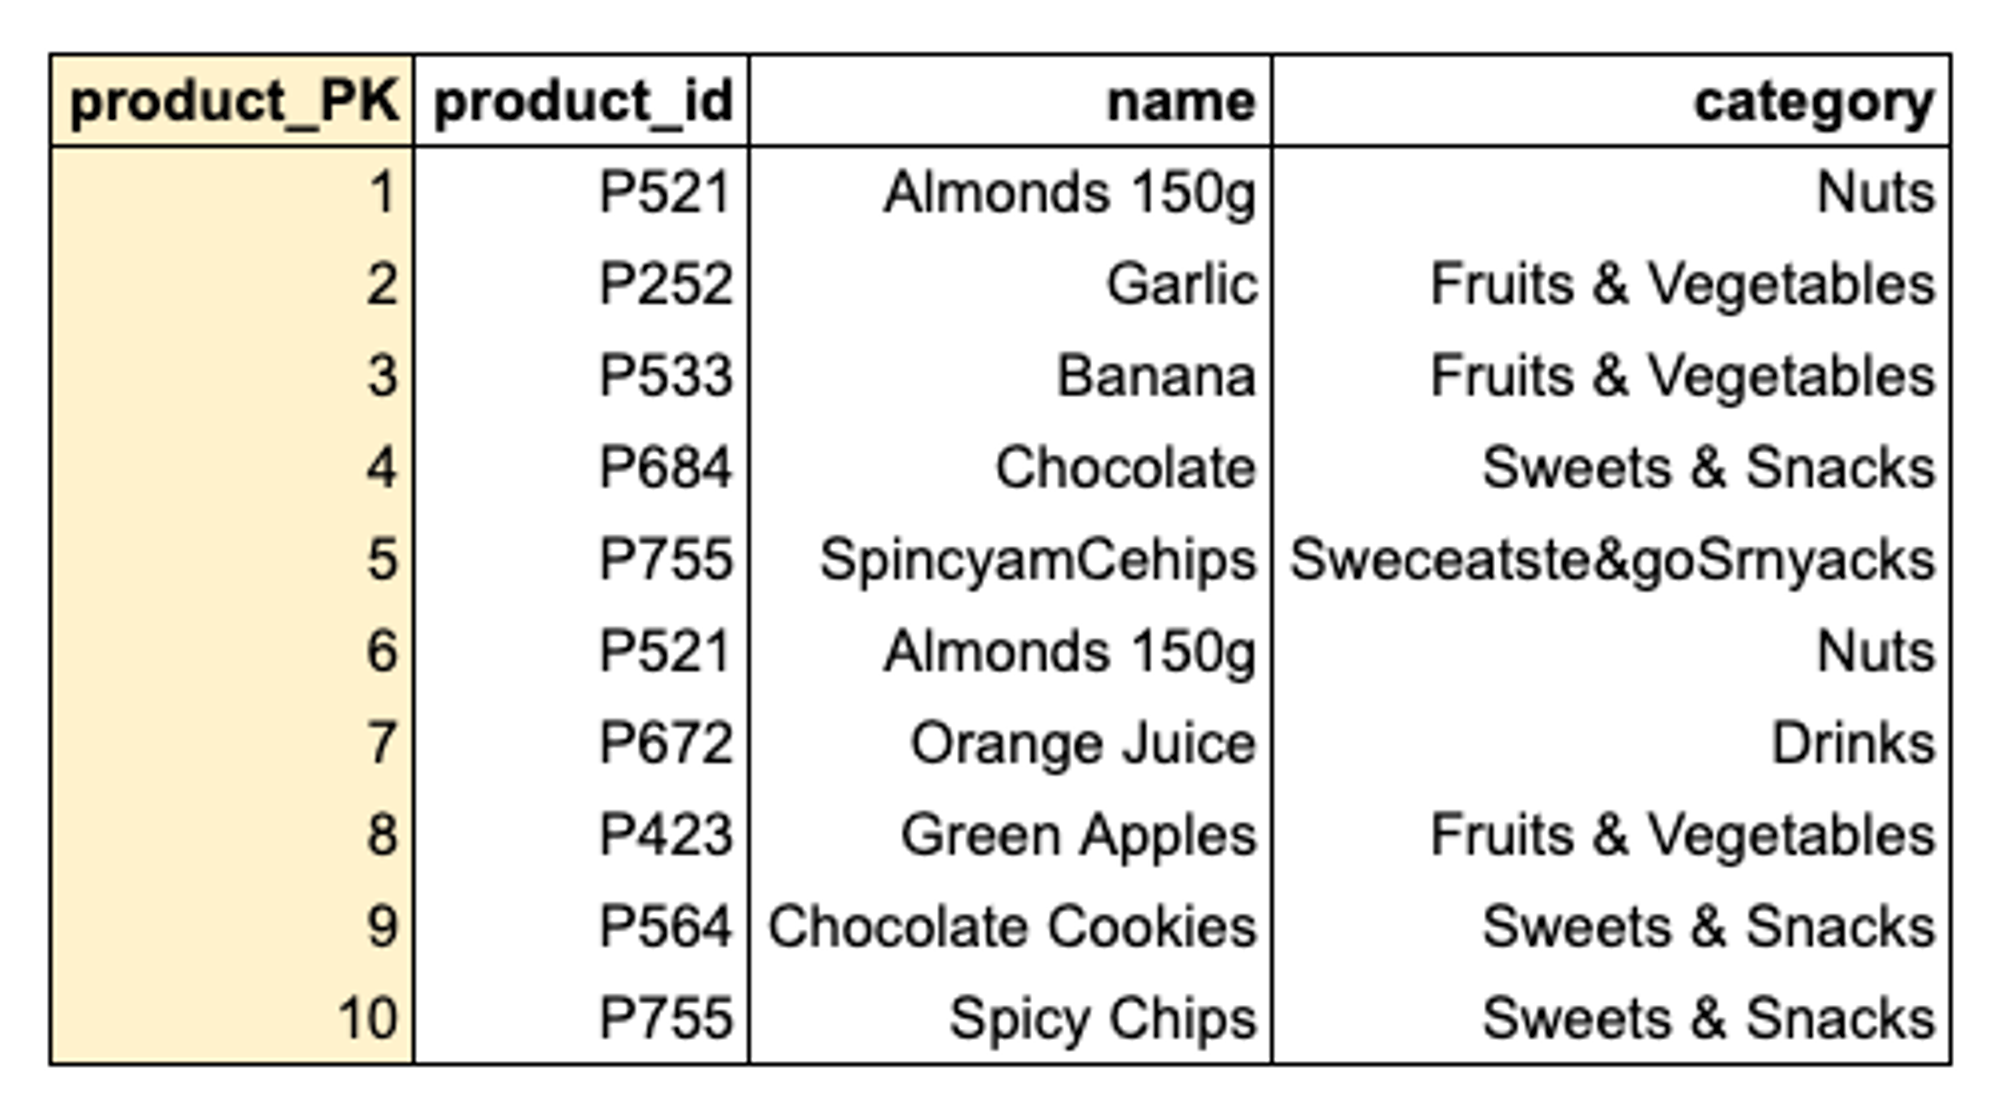 product_PK product_id name category
1 P521 Almonds 150g Nuts
2 P252 Garlic Fruits & Vegetables
3 P533 Banana Fruits & Vegetables
4 P684 Chocolate Sweets & Snacks
5 P755 SpincyamCehips Sweceatste&goSrnyacks
6 P521 Almonds 150g Nuts
7 P672 Orange Juice Drinks
8 P423 Green Apples Fruits & Vegetables
9 P564 Chocolate Cookies Sweets & Snacks
10 P755 Spicy Chips Sweets & Snacks